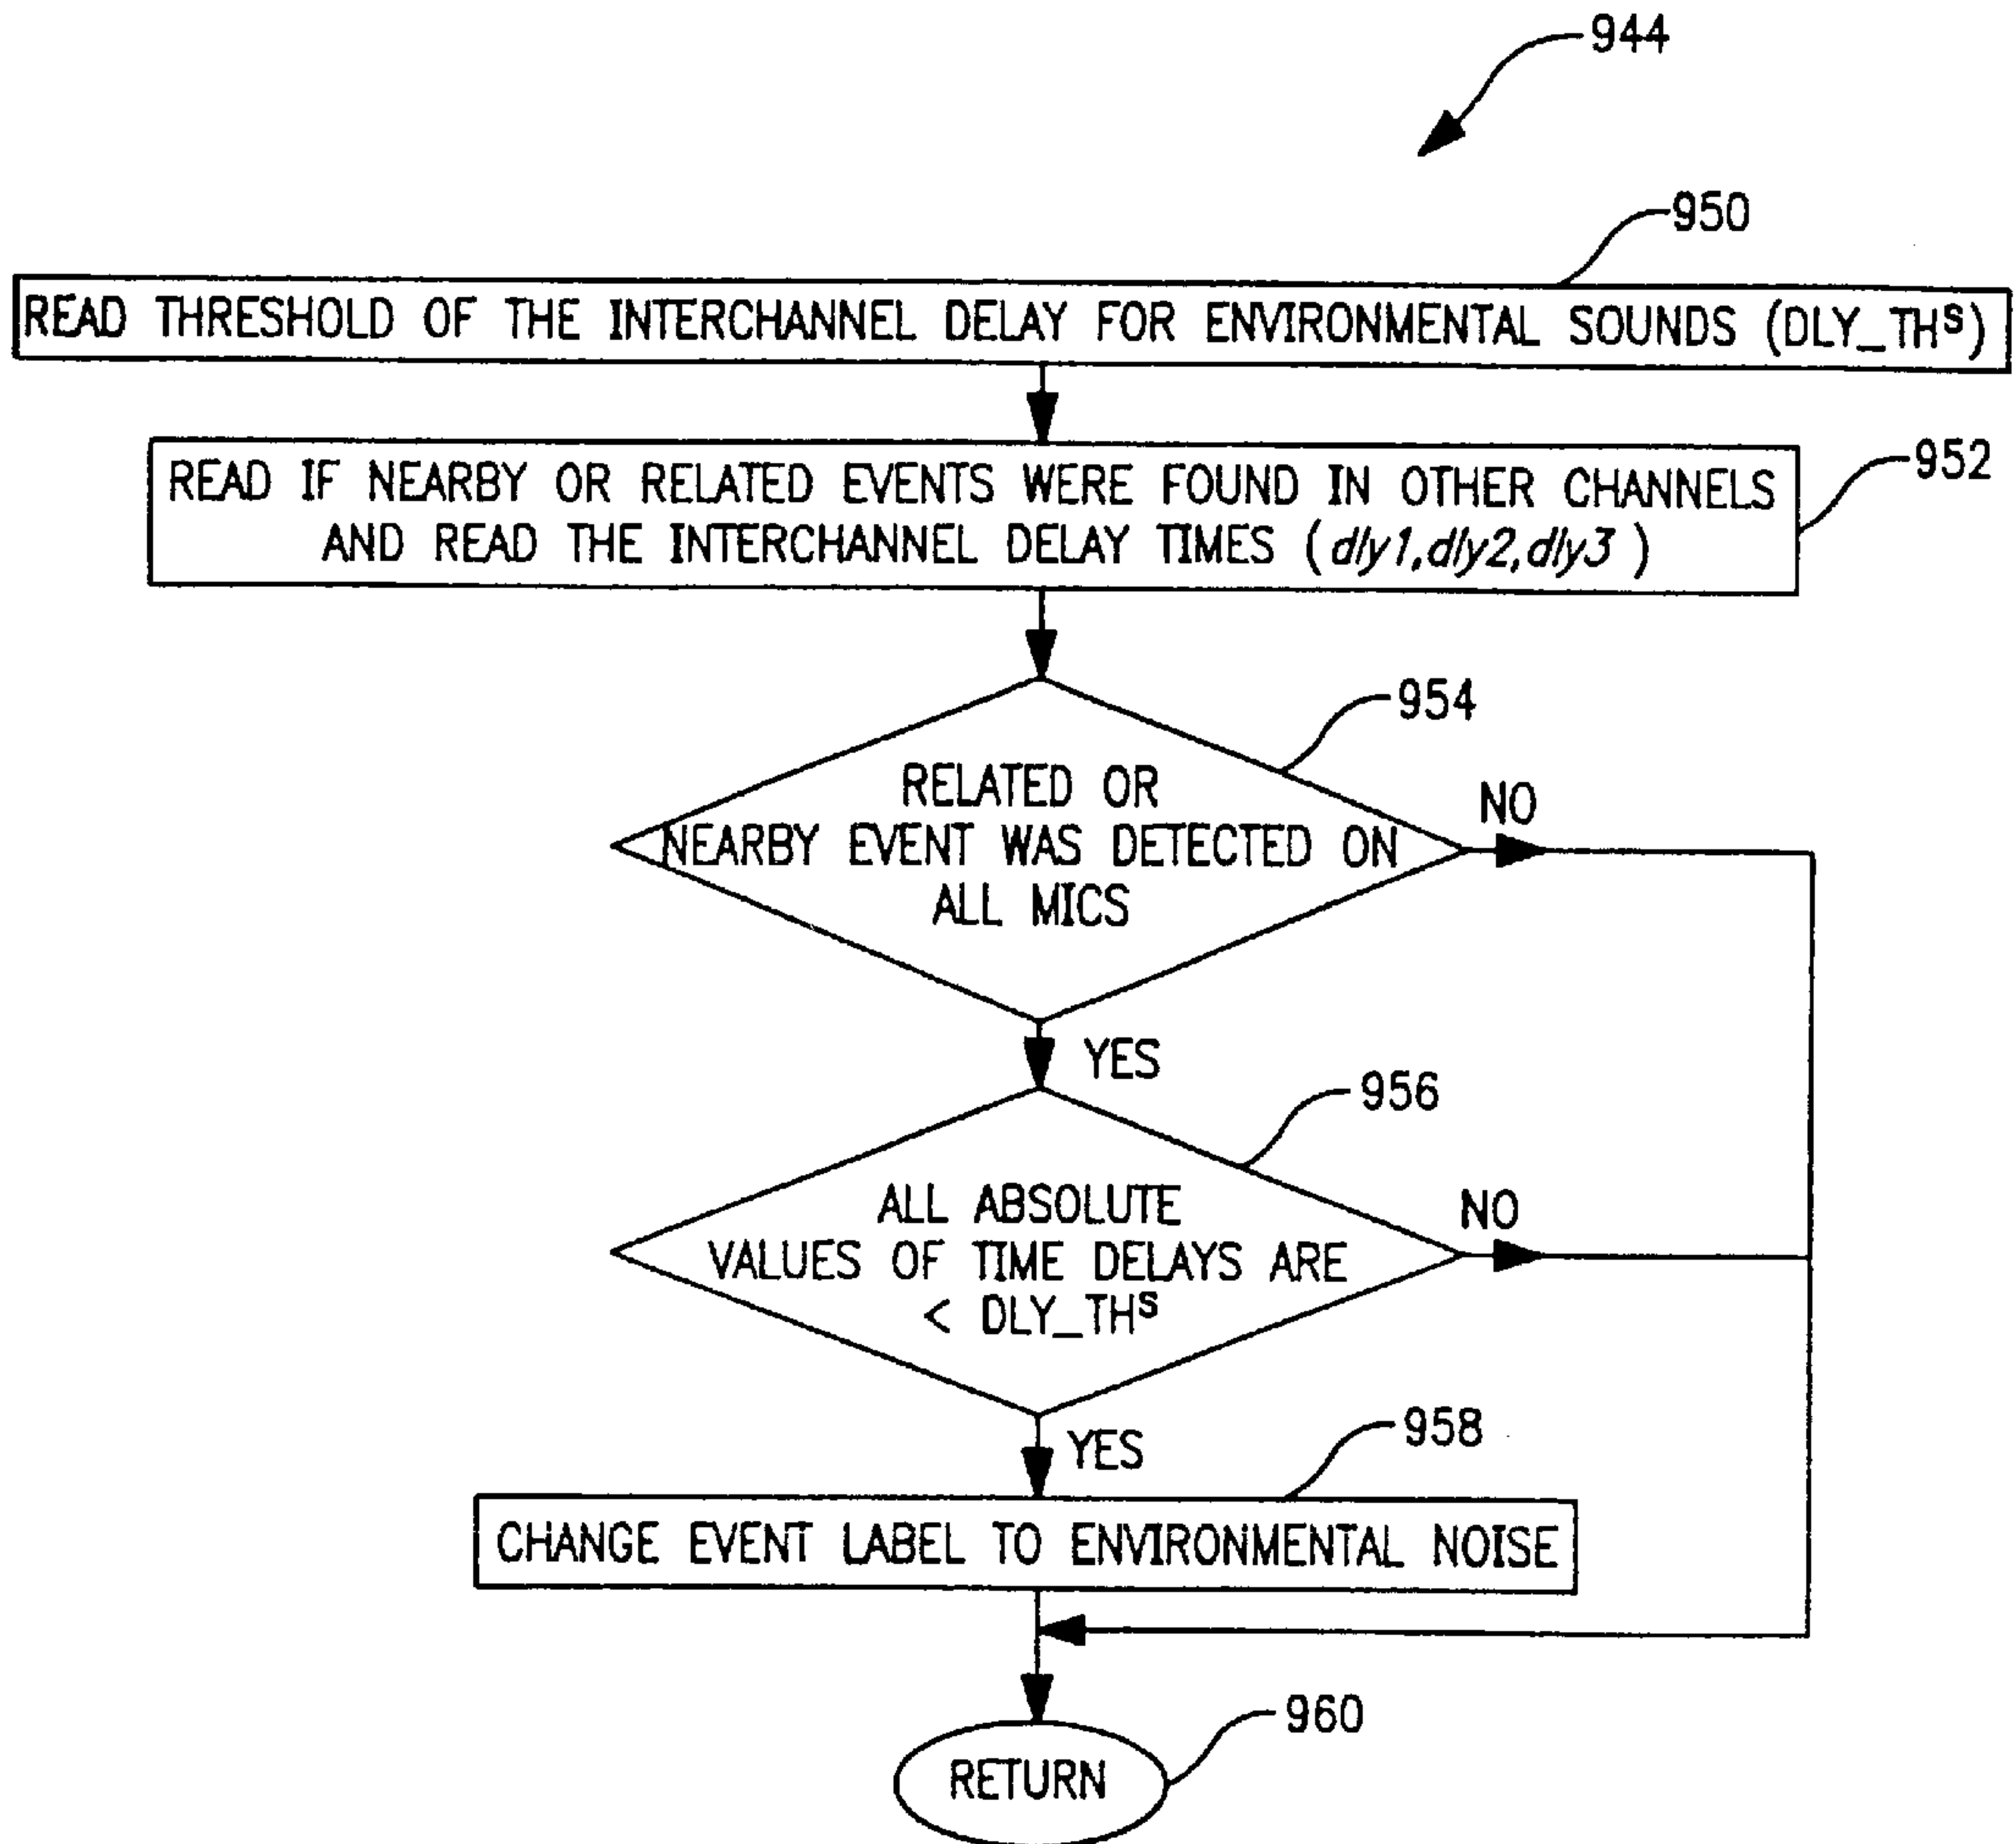 944
950
READ THRESHOLD OF THE INTERCHANNEL DELAY FOR ENVIRONMENTAL SOUNDS (DLY_THˢ)
952
READ IF NEARBY OR RELATED EVENTS WERE FOUND IN OTHER CHANNELS
AND READ THE INTERCHANNEL DELAY TIMES (dly1,dly2,dly3 )
954
RELATED OR
NEARBY EVENT WAS DETECTED ON
ALL MICS
NO
YES
956
ALL ABSOLUTE
VALUES OF TIME DELAYS ARE
< DLY_THˢ
NO
YES
958
CHANGE EVENT LABEL TO ENVIRONMENTAL NOISE
960
RETURN